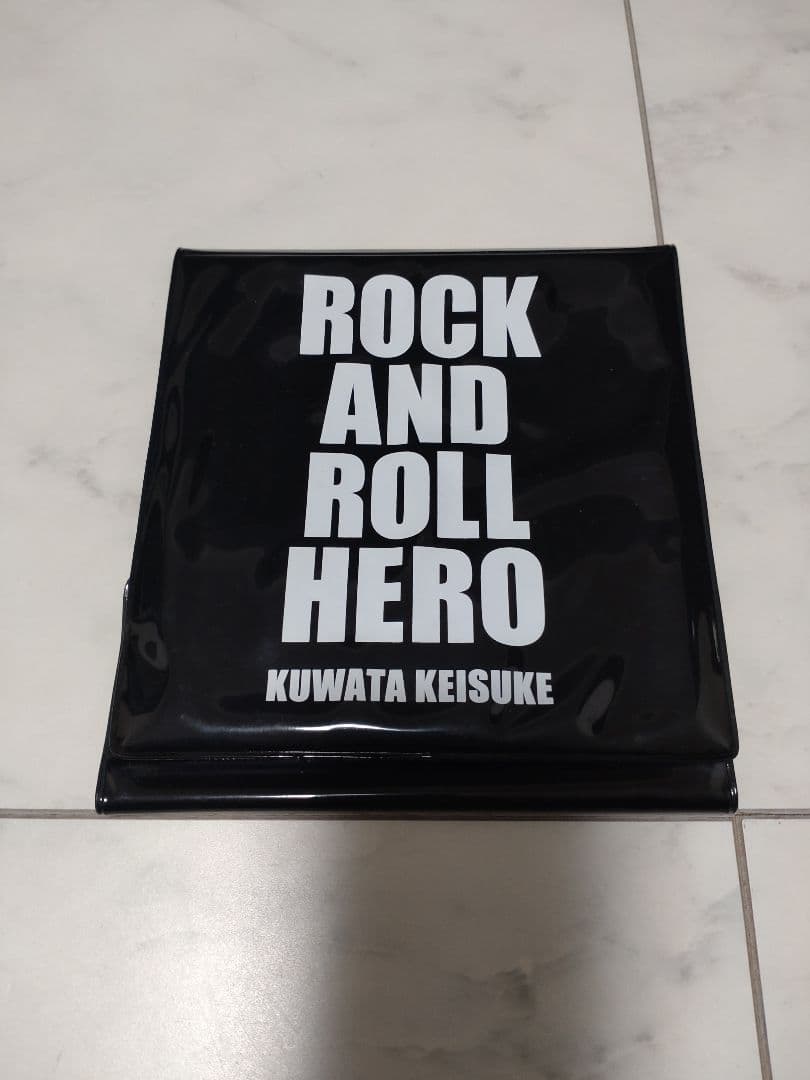 ROCK
AND
ROLL
HERO
KUWATA KEISUKE